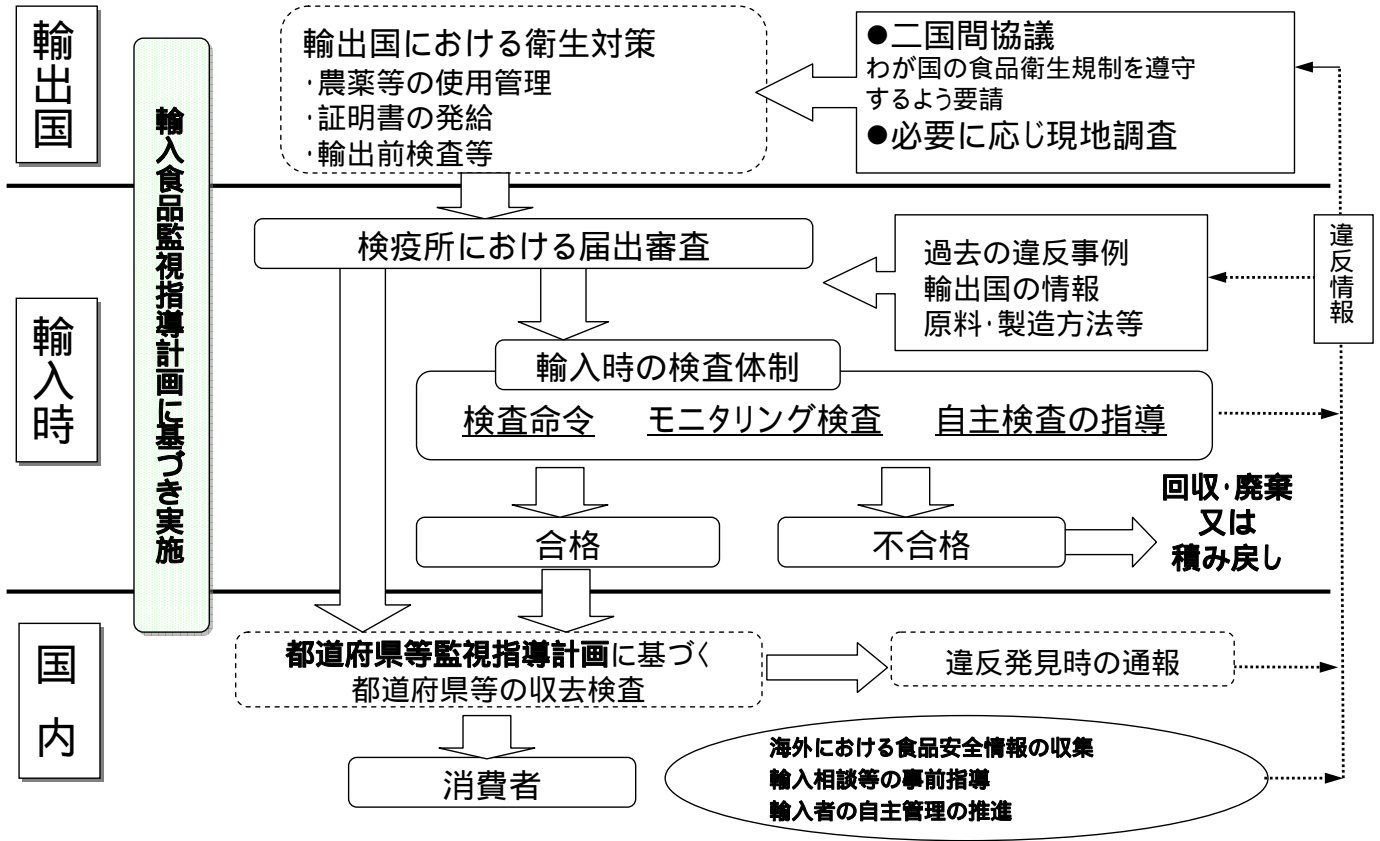 輸出国
輸入食品監視指導計画に基づき実施
輸出国における衛生対策
·農薬等の使用管理
·証明書の発給
·輸出前検査等
●二国間協議
わが国の食品衛生規制を遵守
するよう要請
●必要に応じ現地調査
輸入時
検疫所における届出審査
過去の違反事例
輸出国の情報
原料·製造方法等
違反情報
輸入時の検査体制
検査命令 モニタリング検査 自主検査の指導
合格
不合格
回収·廃棄
又は
積み戻し
国内
都道府県等監視指導計画に基づく
都道府県等の収去検査
違反発見時の通報
消費者
海外における食品安全情報の収集
輸入相談等の事前指導
輸入者の自主管理の推進